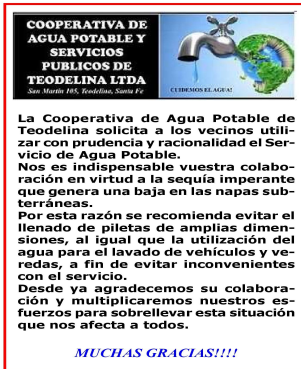 COOPERATIVA DE
AGUA POTABLE Y
SERVICIOS
PUBLICOS DE
TEODELINA LTDA
San Martín 105, Teodelina, Santa Fe
CUIDEMOS EL AGUA!
La Cooperativa de Agua Potable de
Teodelina solicita a los vecinos utili-
zar con prudencia y racionalidad el Ser-
vicio de Agua Potable.
Nos es indispensable vuestra colabo-
ración en virtud a la sequía imperante
que genera una baja en las napas sub-
terráneas.
Por esta razón se recomienda evitar el
llenado de piletas de amplias dimen-
siones, al igual que la utilización del
agua para el lavado de vehículos y ve-
redas, a fin de evitar inconvenientes
con el servicio.
Desde ya agradecemos su colabora-
ción y multiplicaremos nuestros es-
fuerzos para sobrellevar esta situación
que nos afecta a todos.
MUCHAS GRACIAS!!!!